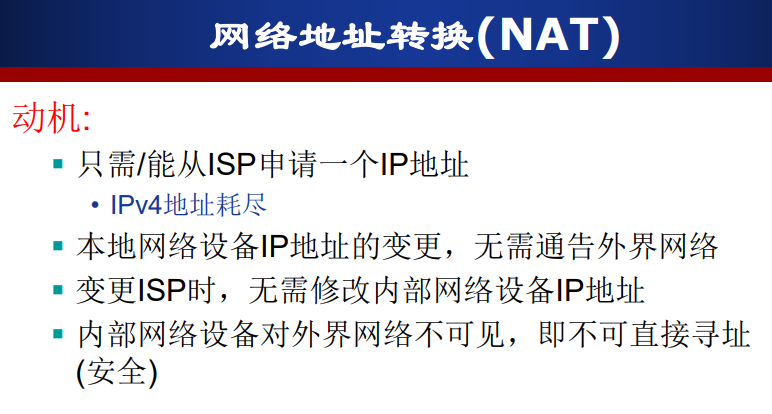 网络地址转换(NAT)
动机:
▪ 只需/能从ISP申请一个IP地址
• IPv4地址耗尽
▪ 本地网络设备IP地址的变更，无需通告外界网络
▪ 变更ISP时，无需修改内部网络设备IP地址
▪ 内部网络设备对外界网络不可见，即不可直接寻址
(安全)